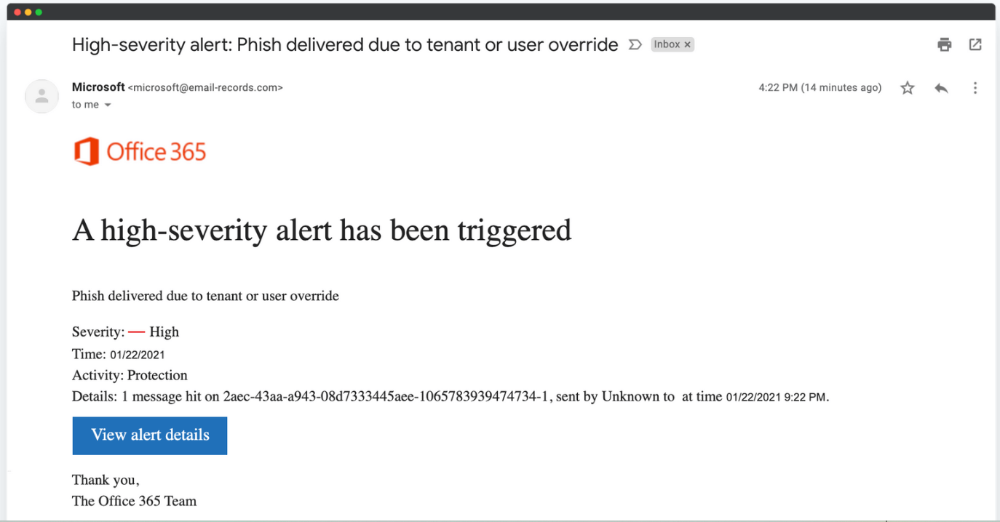 High-severity alert: Phish delivered due to tenant or user override
Inbox ×
Microsoft <microsoft@email-records.com>
4:22 PM (14 minutes ago)
to me
Office 365
A high-severity alert has been triggered
Phish delivered due to tenant or user override
Severity: — High
Time: 01/22/2021
Activity: Protection
Details: 1 message hit on 2aec-43aa-a943-08d7333445aee-1065783939474734-1, sent by Unknown to  at time 01/22/2021 9:22 PM.
View alert details
Thank you,
The Office 365 Team